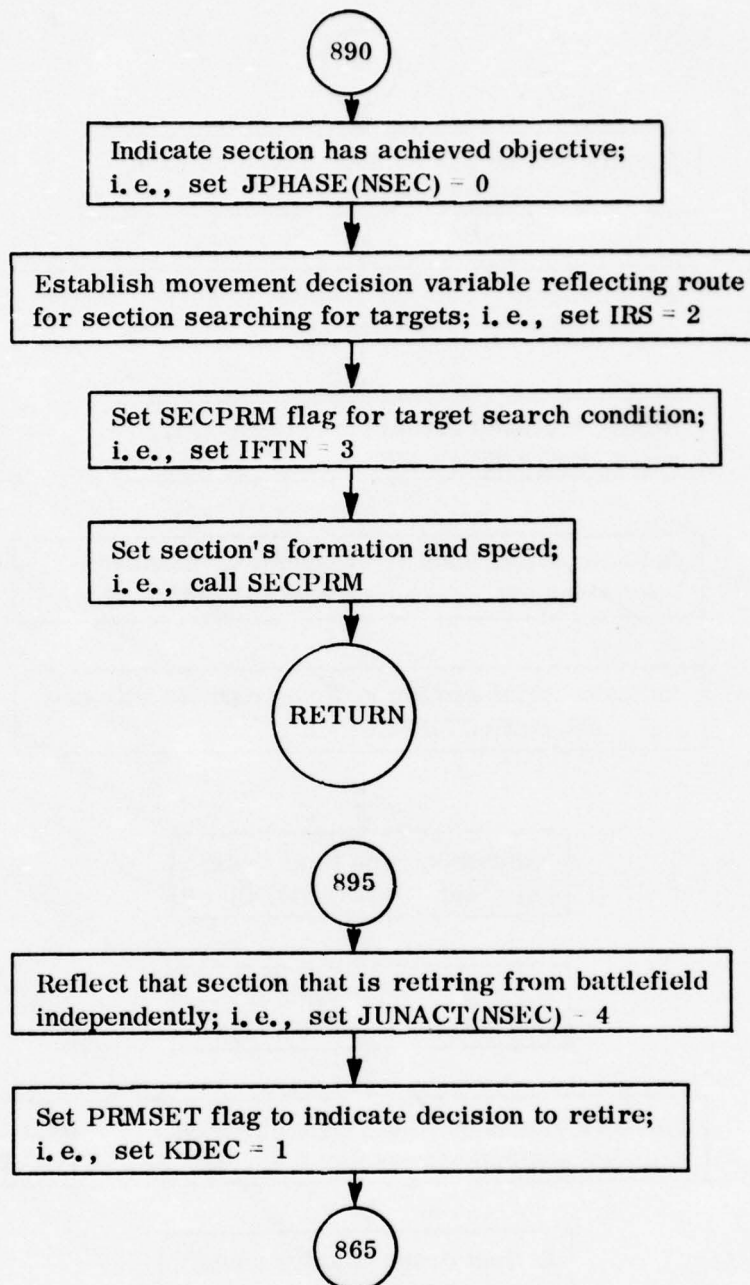 890
Indicate section has achieved objective;
i.e., set JPHASE(NSEC) = 0
Establish movement decision variable reflecting route
for section searching for targets; i.e., set IRS = 2
Set SECPRM flag for target search condition;
i.e., set IFTN = 3
Set section's formation and speed;
i.e., call SECPRM
RETURN
895
Reflect that section that is retiring from battlefield
independently; i.e., set JUNACT(NSEC) = 4
Set PRMSET flag to indicate decision to retire;
i.e., set KDEC = 1
865